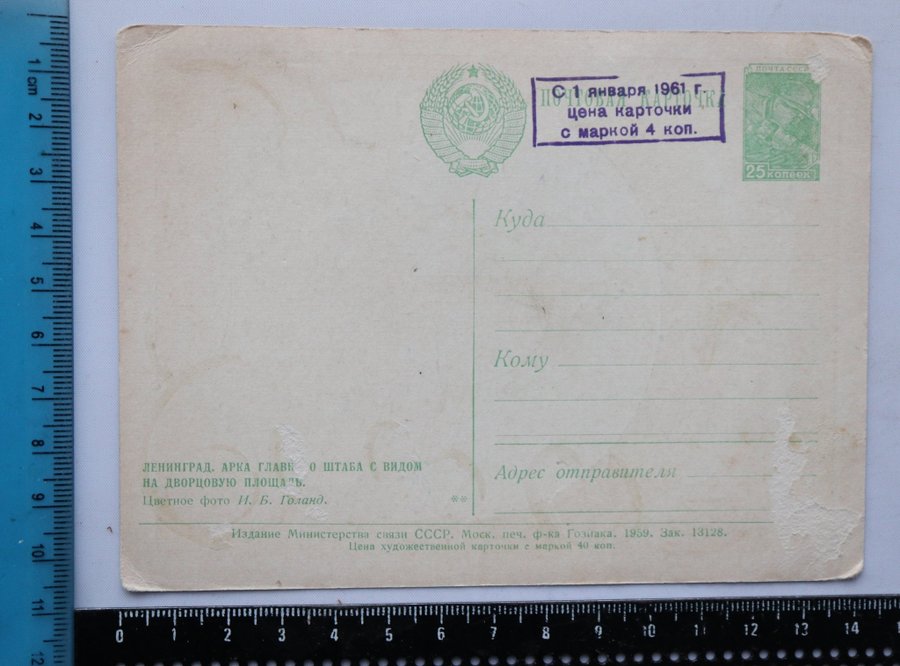 ПОЧТА СССР
С 1 января 1961 г.
цена карточки
с маркой 4 коп.
ПОЧТОВАЯ КАРТОЧКА
25 копеек
Куда
Кому
Адрес отправителя
ЛЕНИНГРАД. АРКА ГЛАВН О ШТАБА С ВИДОМ
НА ДВОРЦОВУЮ ПЛОЩАДЬ.
Цветное фото И. Б. Голанд.
**
Издание Министерства связи СССР. Моск. печ. ф-ка Гознака. 1959. Зак. 13128.
Цена художественной карточки с маркой 40 коп.
1 cm 2 3 4 5 6 7 8 9 10 11 12
0 1 2 3 4 5 6 7 8 9 10 11 12 13 14